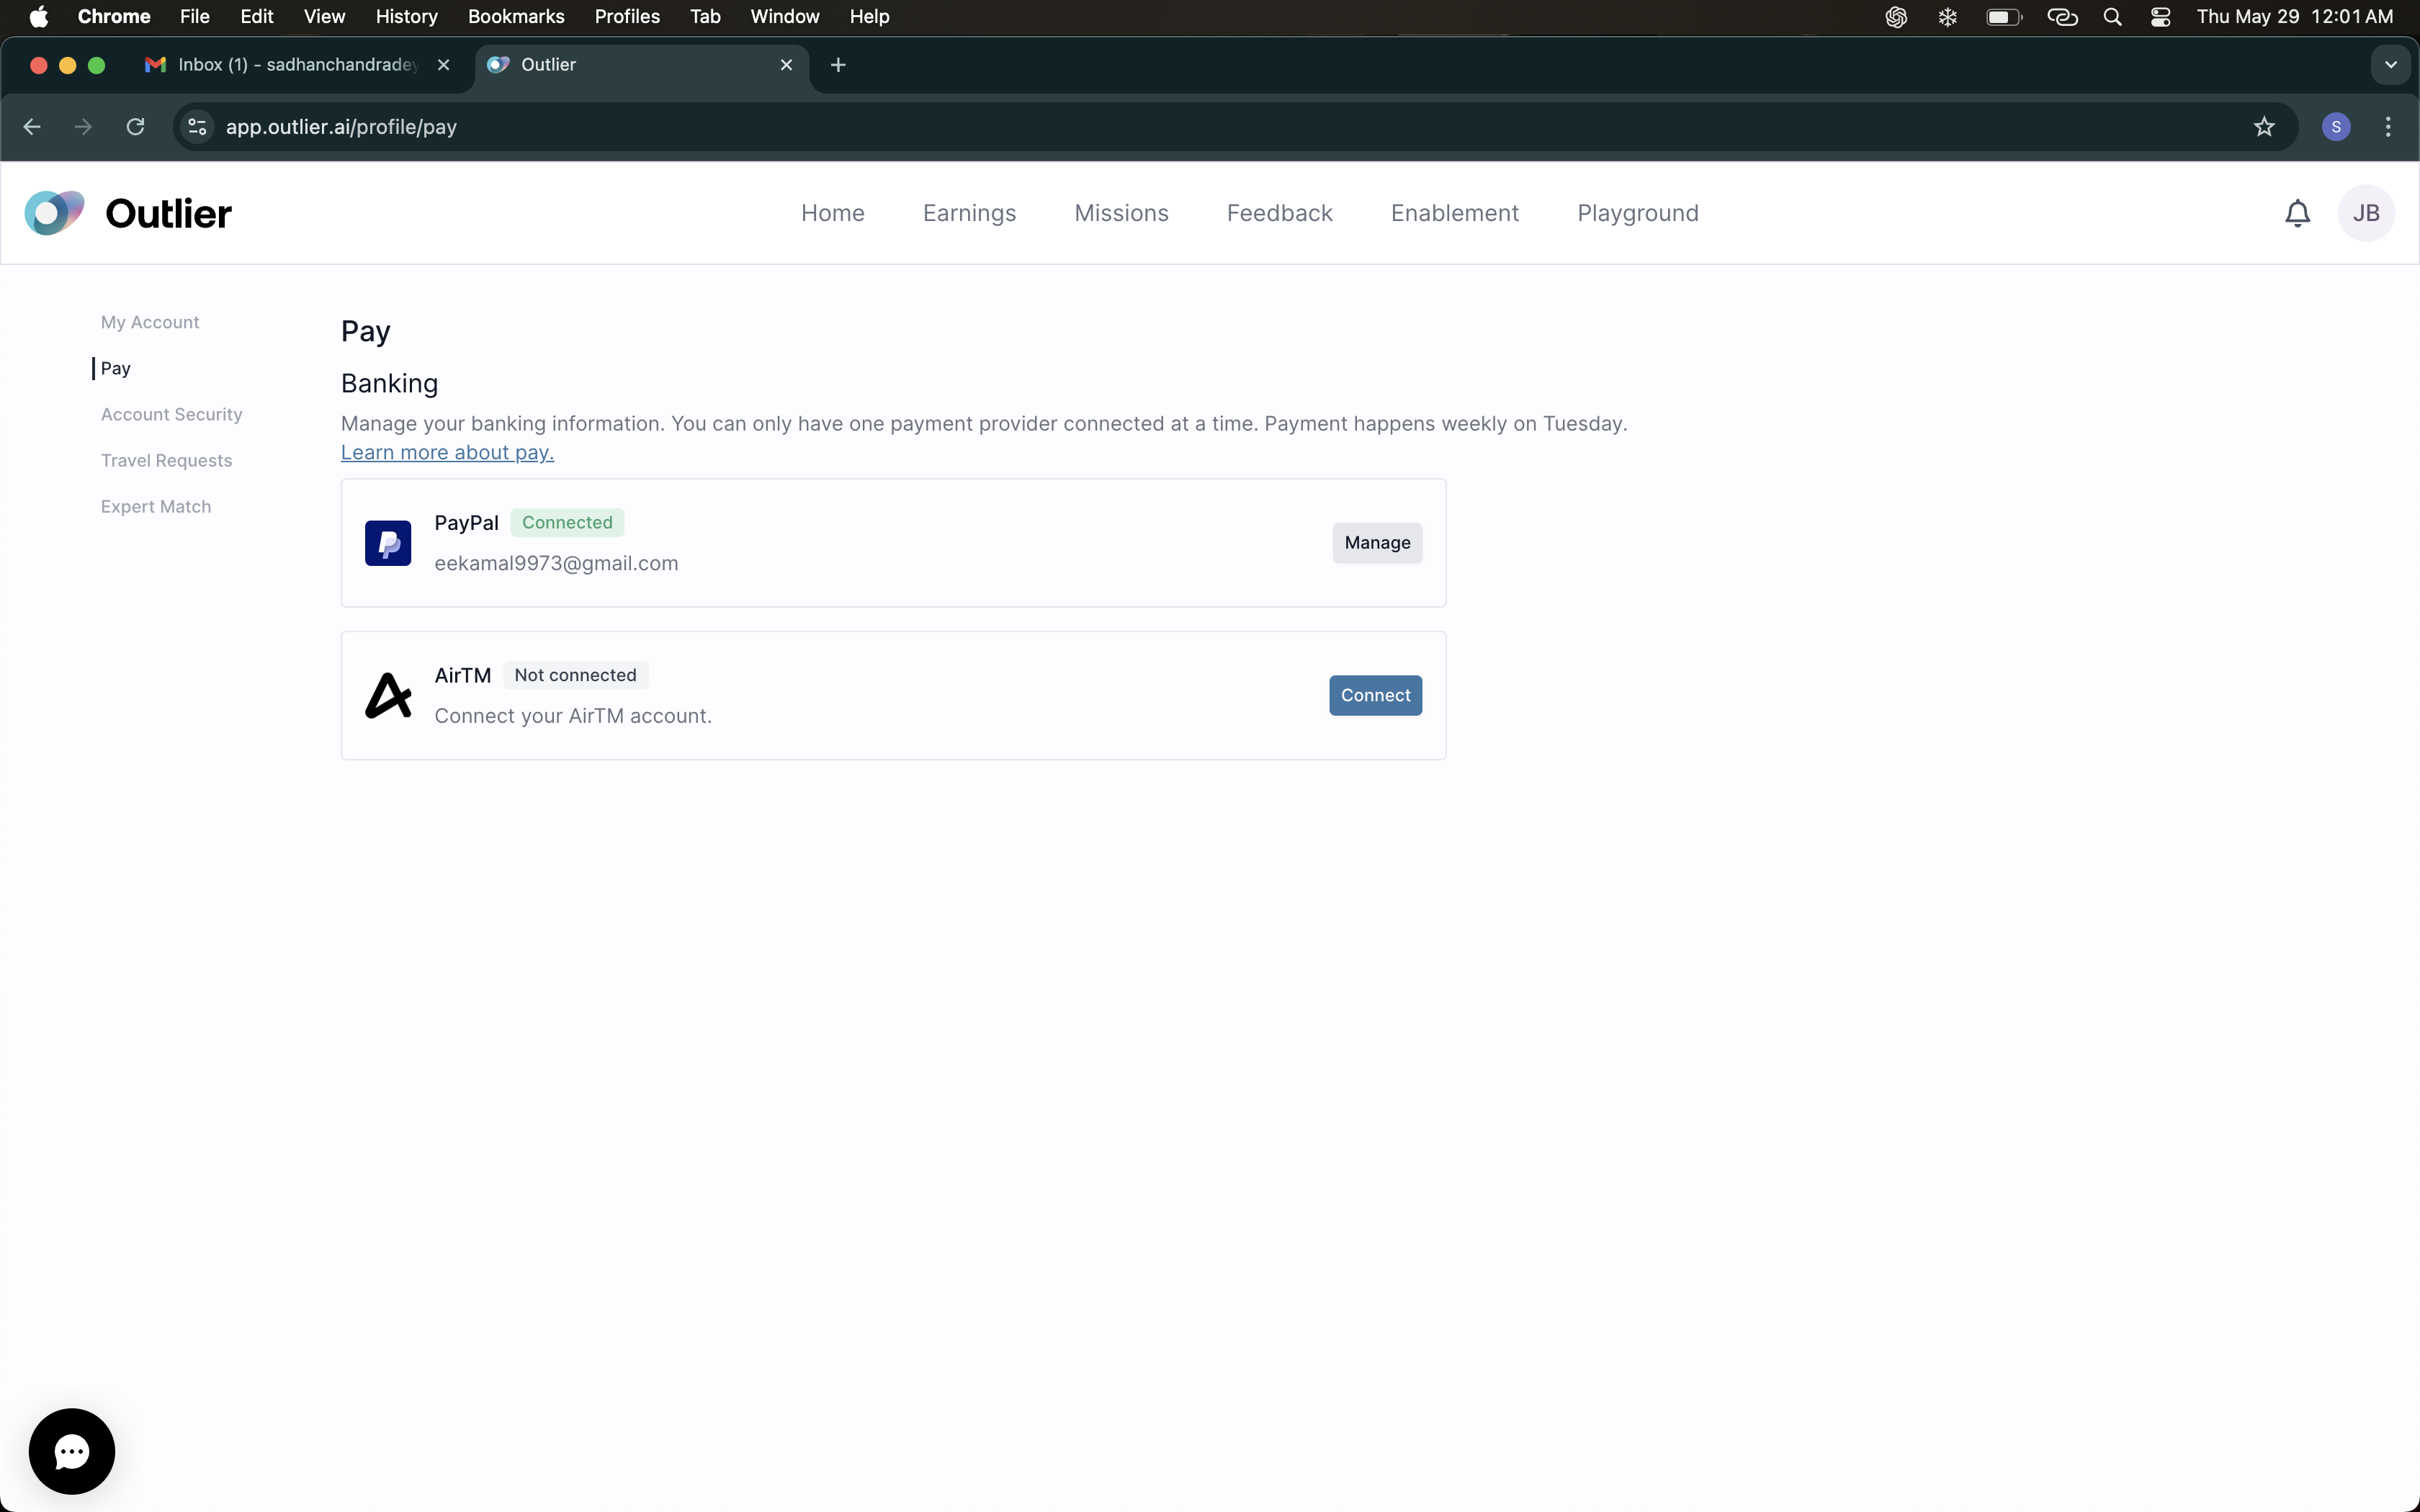 Chrome File Edit View History Bookmarks Profiles Tab Window Help Thu May 29 12:01 AM
Inbox (1) - sadhanchandradey Outlier
app.outlier.ai/profile/pay S
Outlier Home Earnings Missions Feedback Enablement Playground JB
My Account
Pay
Account Security
Travel Requests
Expert Match
Pay
Banking
Manage your banking information. You can only have one payment provider connected at a time. Payment happens weekly on Tuesday.
Learn more about pay.
PayPal Connected
eekamal9973@gmail.com
Manage
AirTM Not connected
Connect your AirTM account.
Connect